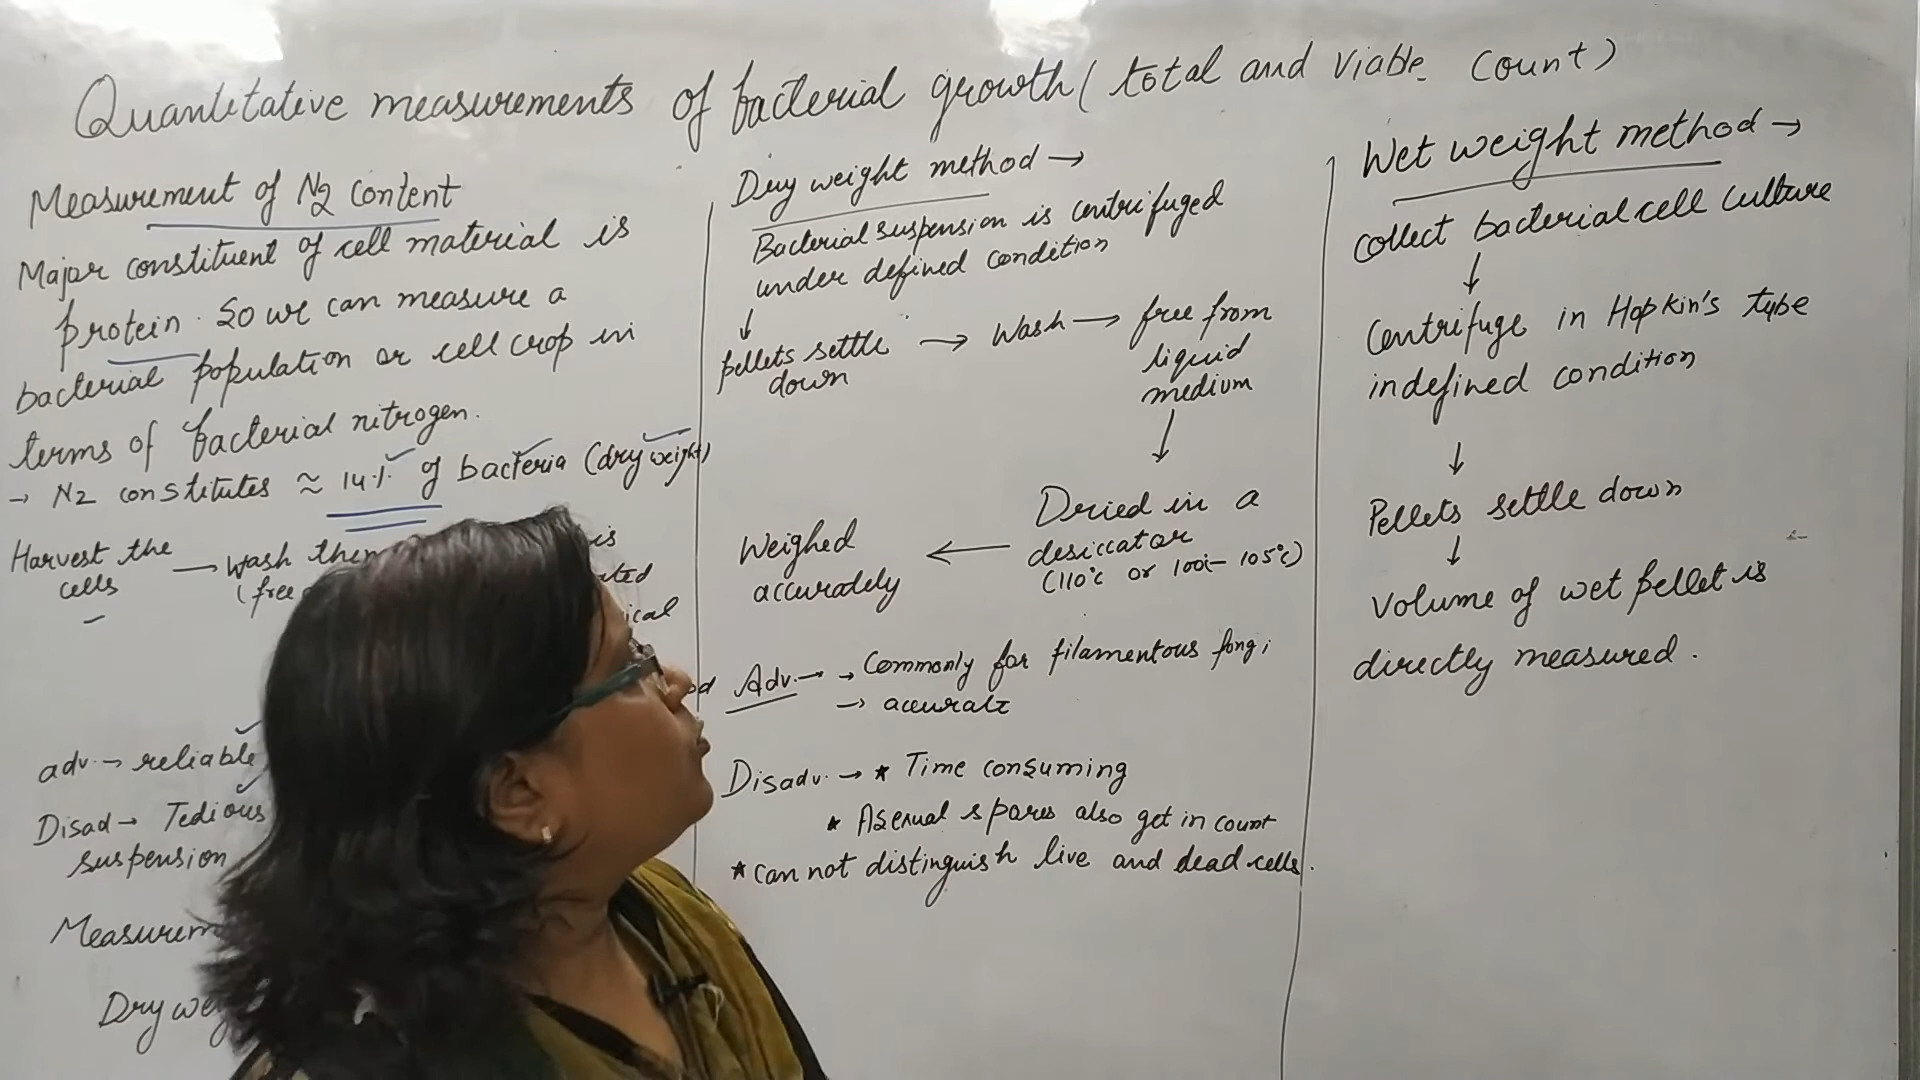 Quantitative measurements of bacterial growth ( total and viable count )
Measurement of N2 content
Major constituent of cell material is
protein. So we can measure a
bacterial population or cell crop in
terms of bacterial nitrogen.
→ N2 constitutes ≈ 14% of bacteria (dry weight)
Harvest the → Wash
cells (free
is
adv. → reliable
Disad → Tedious
suspension
Dry weight method →
Bacterial suspension is centrifuged
under defined condition
↓
pellets settle → Wash → free from
down liquid
medium
↓
Dried in a
desiccator
(110°c or 100°- 105°c)
← Weighed
accurately
Adv. → → Commonly for filamentous fungi
→ accurate
Disadv. → * Time consuming
* Asexual spores also get in count
* can not distinguish live and dead cells.
Wet weight method →
collect bacterial cell culture
↓
Centrifuge in Hopkin's tybe
in defined condition
↓
Pellets settle down
↓
Volume of wet pellet is
directly measured.